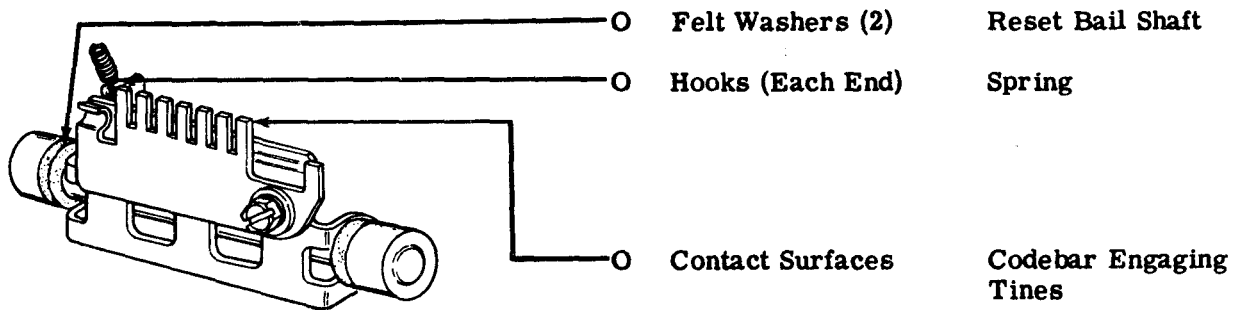 O Felt Washers (2) Reset Bail Shaft
O Hooks (Each End) Spring
O Contact Surfaces Codebar Engaging
Tines